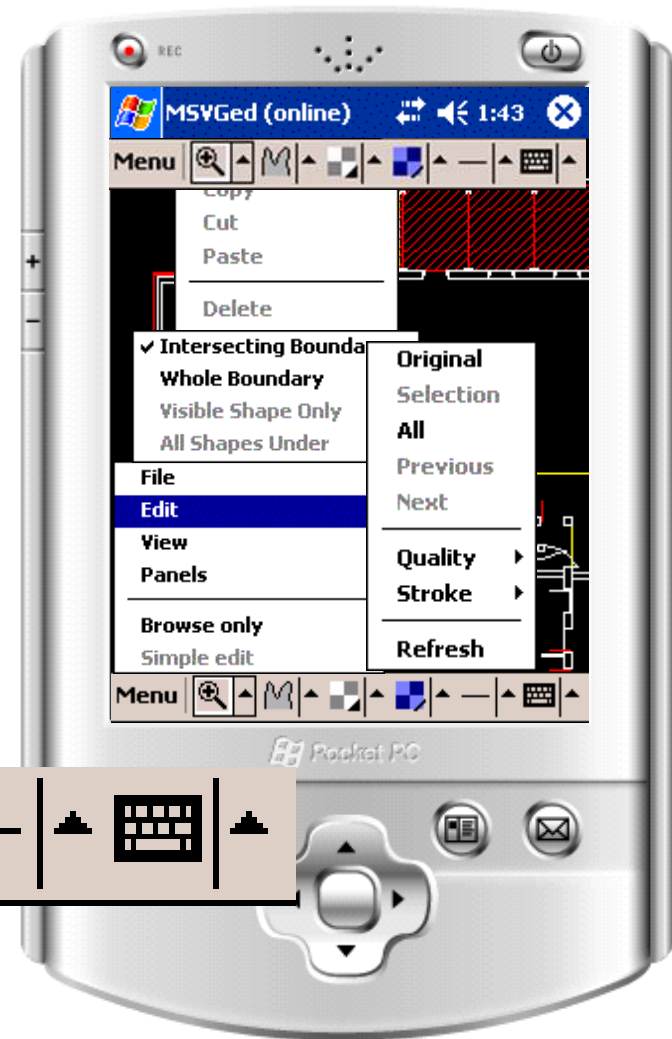 REC
MSVGed (online) 1:43
Menu
Copy
Cut
Paste
Delete
✓ Intersecting Bounda
Whole Boundary
Visible Shape Only
All Shapes Under
Original
Selection
All
Previous
Next
Quality
Stroke
Refresh
File
Edit
View
Panels
Browse only
Simple edit
Menu
Pocket PC